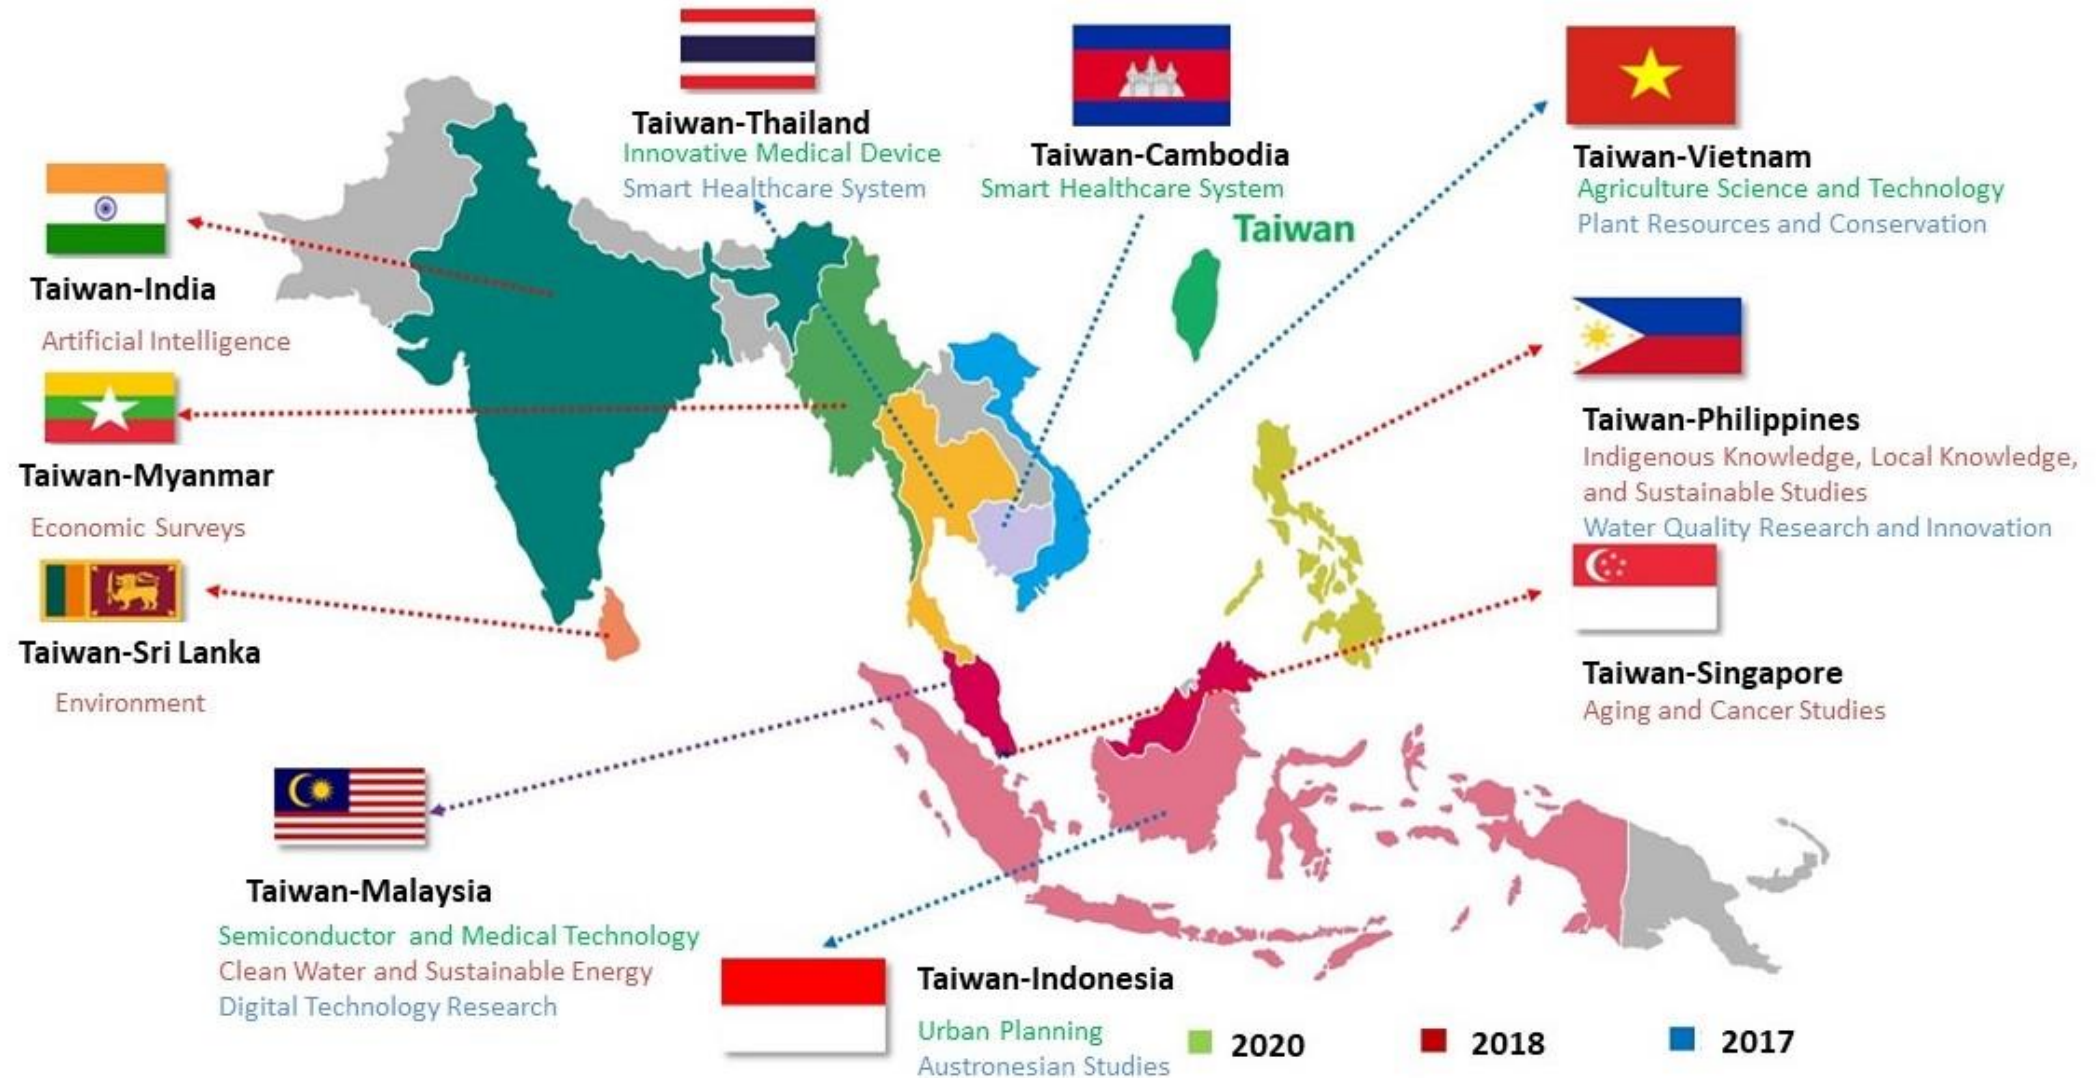 Taiwan-Thailand
Innovative Medical Device
Smart Healthcare System
Taiwan-Cambodia
Smart Healthcare System
Taiwan-Vietnam
Agriculture Science and Technology
Plant Resources and Conservation
Taiwan
Taiwan-India
Artificial Intelligence
Taiwan-Myanmar
Economic Surveys
Taiwan-Sri Lanka
Environment
Taiwan-Philippines
Indigenous Knowledge, Local Knowledge,
and Sustainable Studies
Water Quality Research and Innovation
Taiwan-Singapore
Aging and Cancer Studies
Taiwan-Malaysia
Semiconductor and Medical Technology
Clean Water and Sustainable Energy
Digital Technology Research
Taiwan-Indonesia
Urban Planning
Austronesian Studies
2020
2018
2017